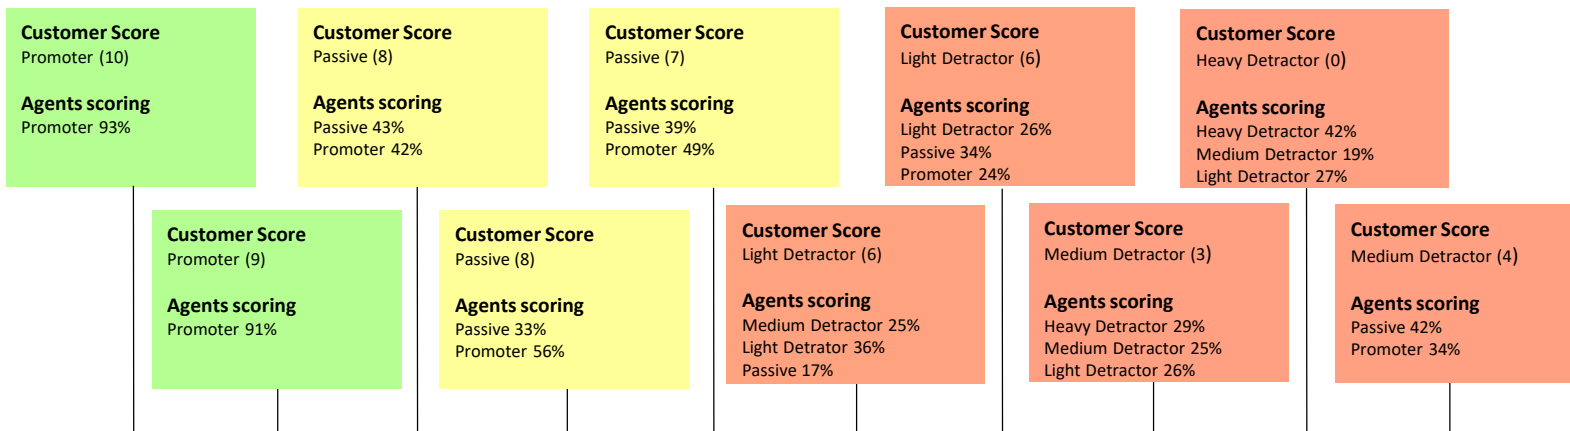 Customer Score
Promoter (10)
Agents scoring
Promoter 93%
Customer Score
Passive (8)
Agents scoring
Passive 43%
Promoter 42%
Customer Score
Passive (7)
Agents scoring
Passive 39%
Promoter 49%
Customer Score
Light Detractor (6)
Agents scoring
Light Detractor 26%
Passive 34%
Promoter 24%
Customer Score
Heavy Detractor (0)
Agents scoring
Heavy Detractor 42%
Medium Detractor 19%
Light Detractor 27%
Customer Score
Promoter (9)
Agents scoring
Promoter 91%
Customer Score
Passive (8)
Agents scoring
Passive 33%
Promoter 56%
Customer Score
Light Detractor (6)
Agents scoring
Medium Detractor 25%
Light Detrator 36%
Passive 17%
Customer Score
Medium Detractor (3)
Agents scoring
Heavy Detractor 29%
Medium Detractor 25%
Light Detractor 26%
Customer Score
Medium Detractor (4)
Agents scoring
Passive 42%
Promoter 34%